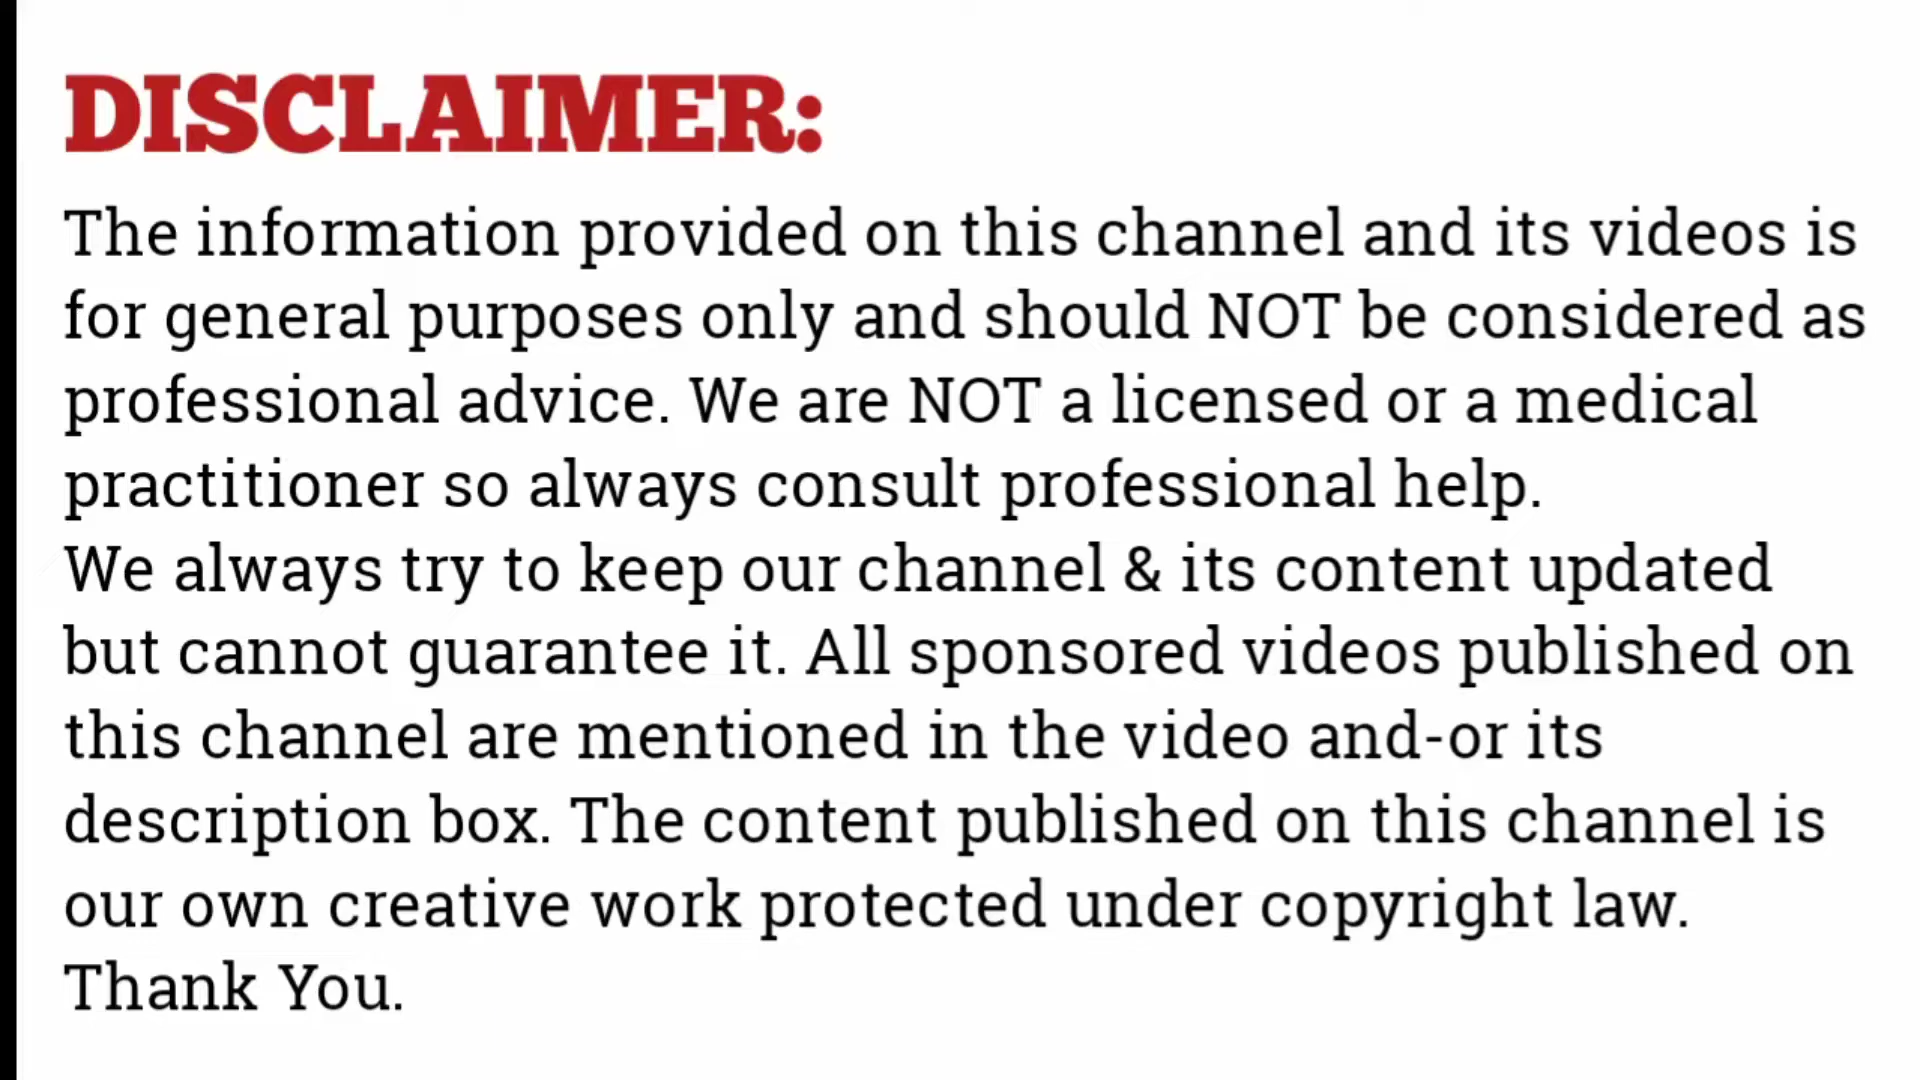 DISCLAIMER:
The information provided on this channel and its videos is
for general purposes only and should NOT be considered as
professional advice. We are NOT a licensed or a medical
practitioner so always consult professional help.
We always try to keep our channel & its content updated
but cannot guarantee it. All sponsored videos published on
this channel are mentioned in the video and-or its
description box. The content published on this channel is
our own creative work protected under copyright law.
Thank You.